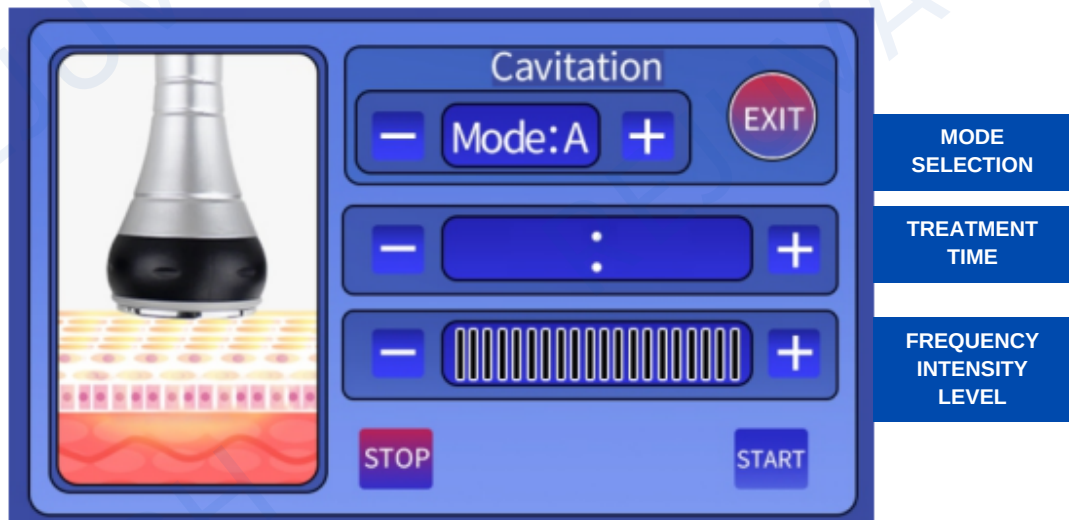 Cavitation
− Mode:A +
EXIT
MODE
SELECTION
− : +
TREATMENT
TIME
− +
FREQUENCY
INTENSITY
LEVEL
STOP
START